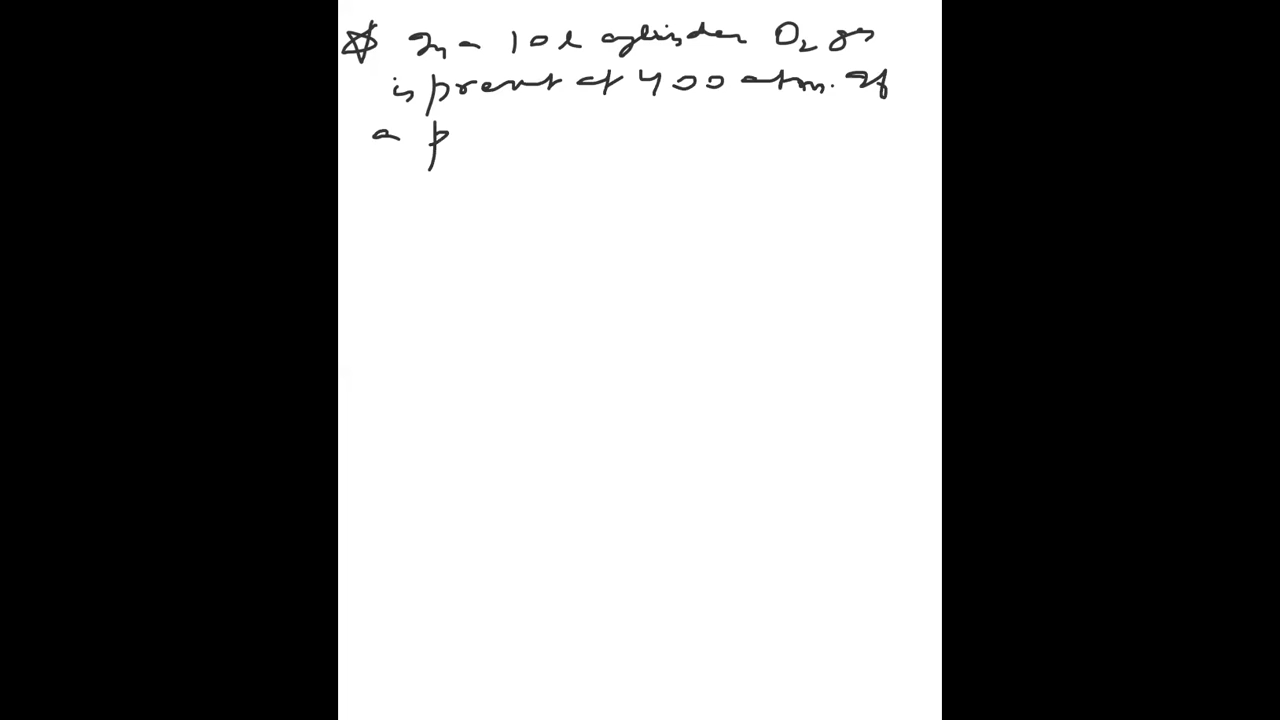 ☆ In a 10 l cylinder O₂ gas
is present at 400 atm. If
a p